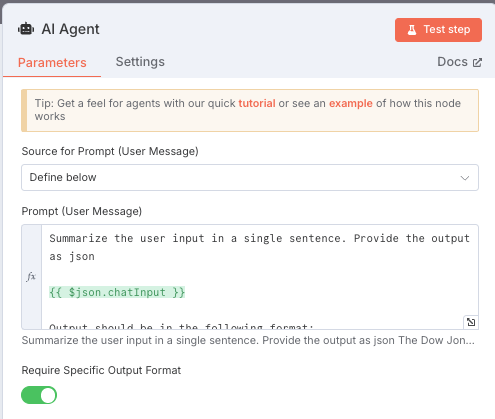 AI Agent
Test step
Parameters
Settings
Docs
Tip: Get a feel for agents with our quick tutorial or see an example of how this node
works
Source for Prompt (User Message)
Define below
Prompt (User Message)
fx
Summarize the user input in a single sentence. Provide the output
as json
{{ $json.chatInput }}
Output should be in the following format:
Summarize the user input in a single sentence. Provide the output as json The Dow Jon...
Require Specific Output Format